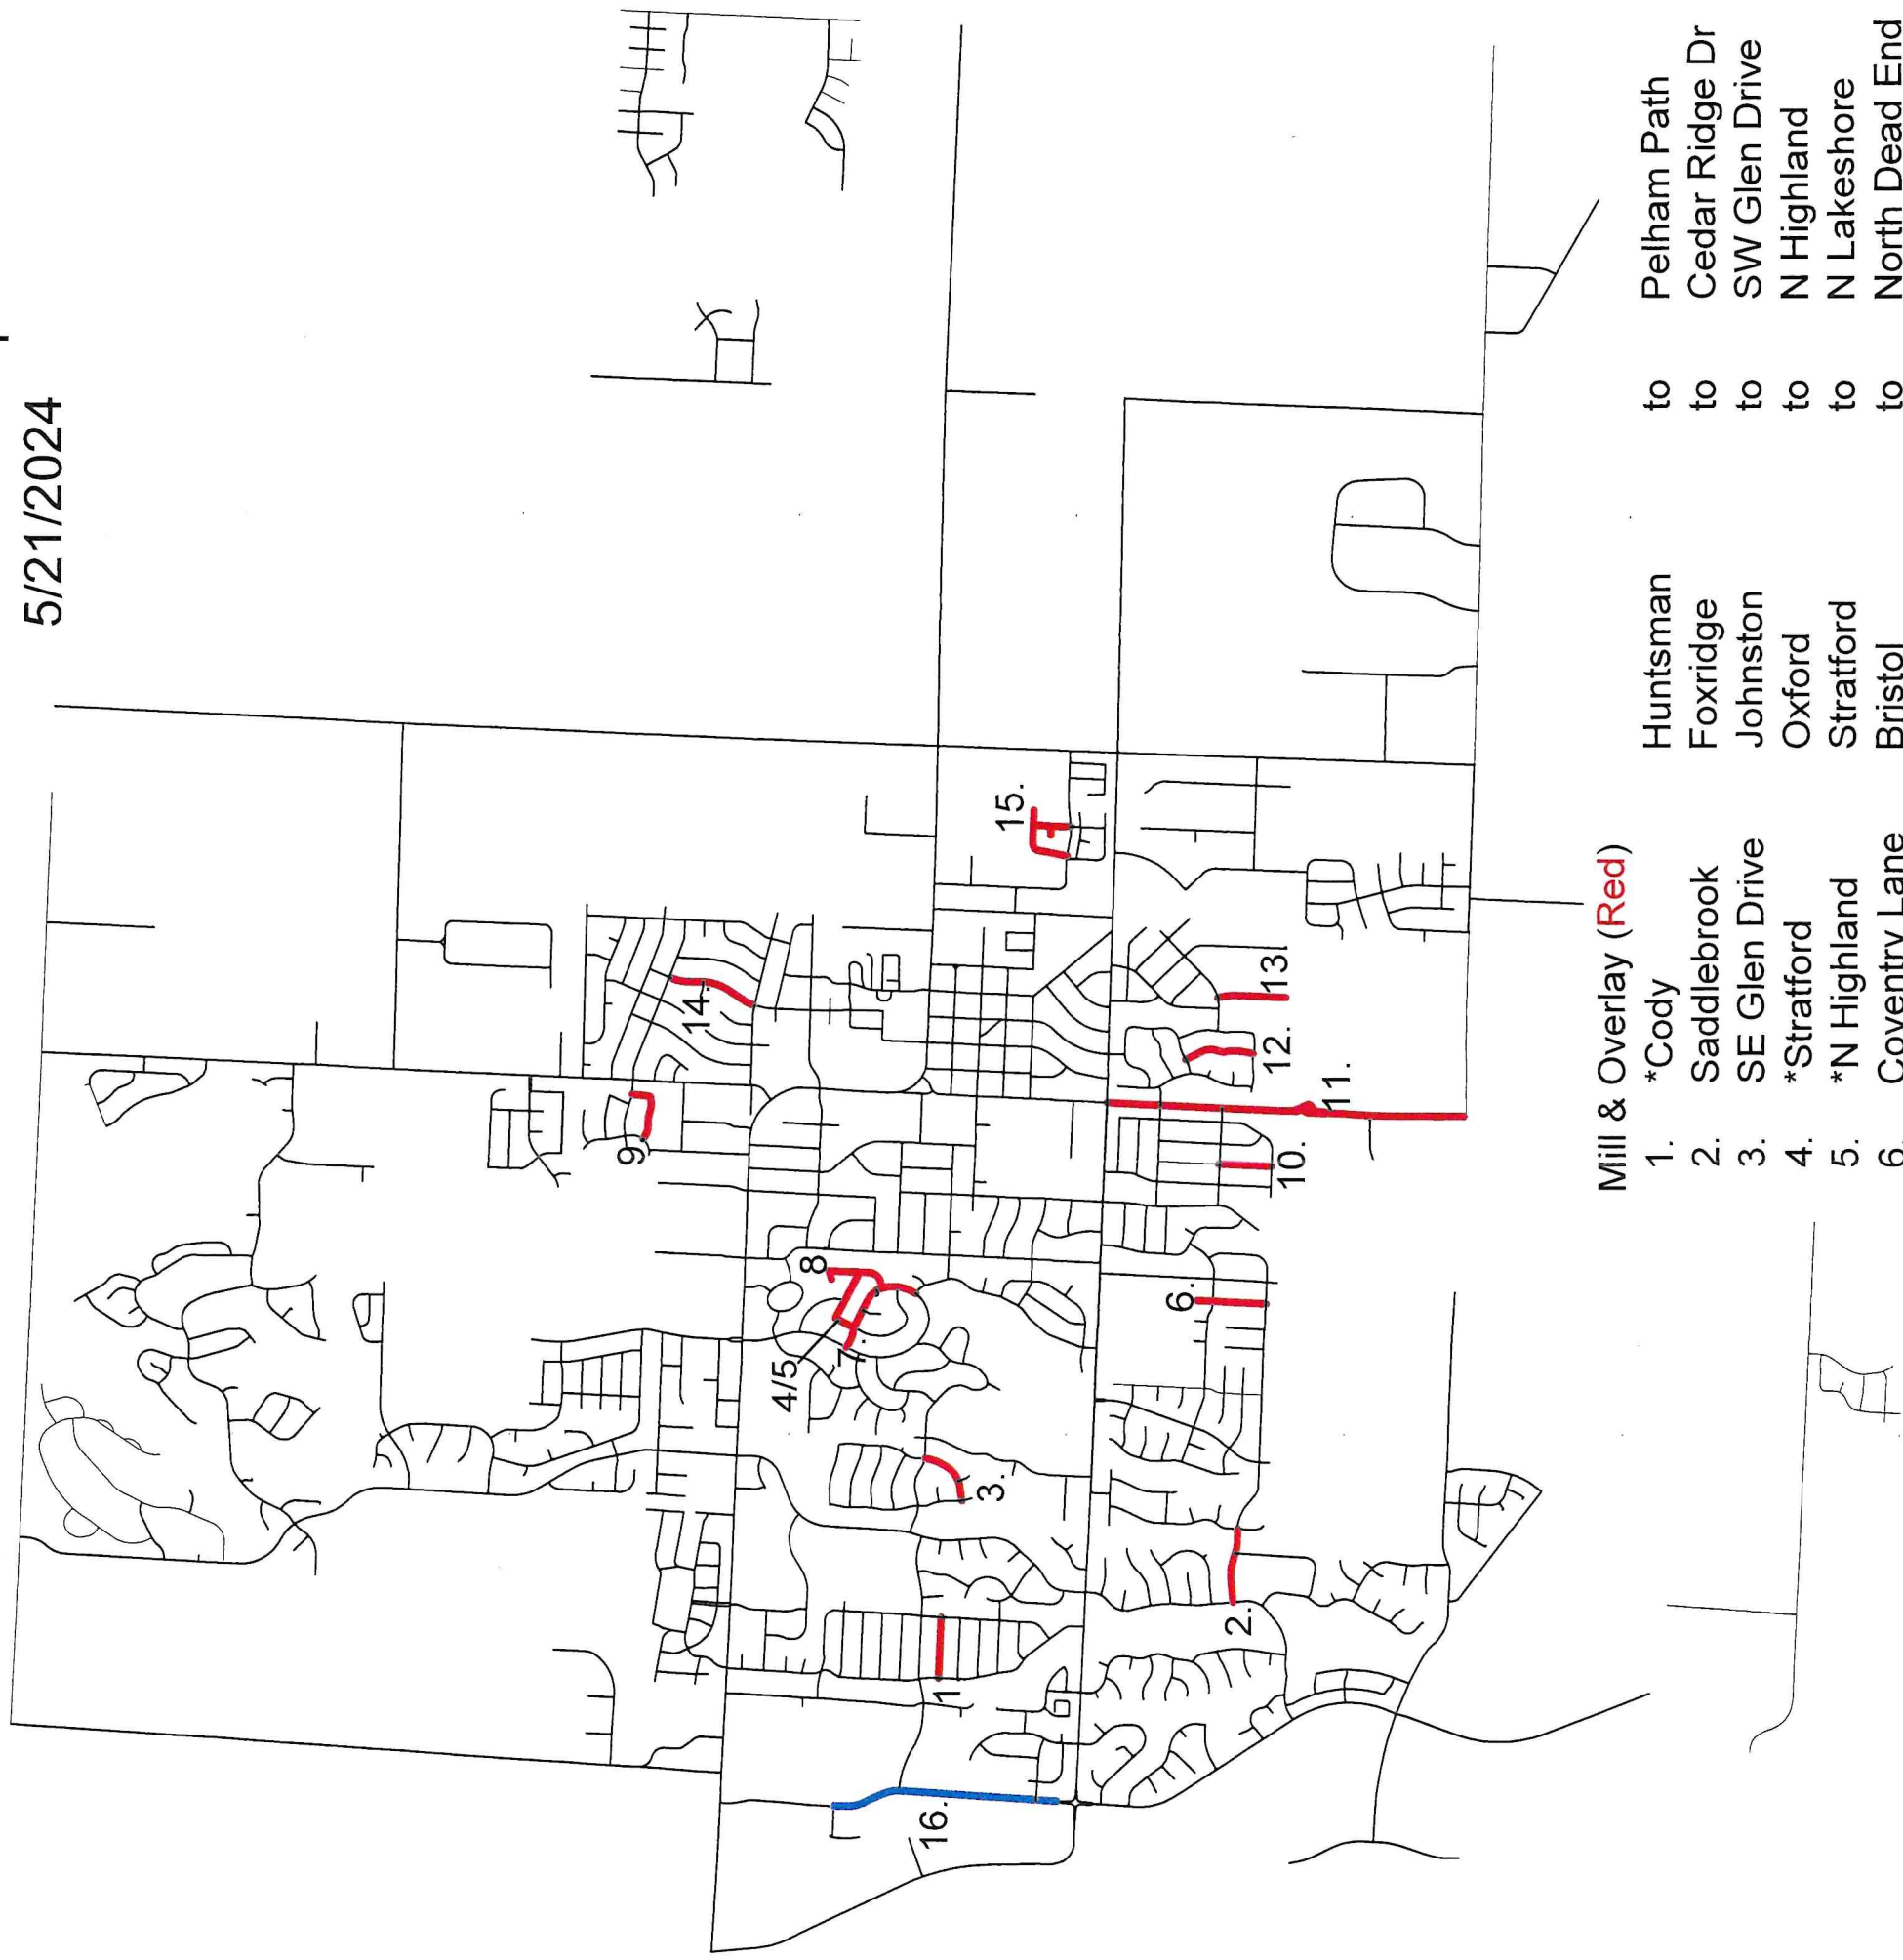 5/21/2024
15.
14.
13.
12.
11.
9.
10.
8
6.
4/5
7.
3.
2.
1
16.
Mill & Overlay (Red)
1. *Cody Huntsman to Pelham Path
2. Saddlebrook Foxridge to Cedar Ridge Dr
3. SE Glen Drive Johnston to SW Glen Drive
4. *Stratford Oxford to N Highland
5. *N Highland Stratford to N Lakeshore
6. Coventry Lane Bristol to North Dead End